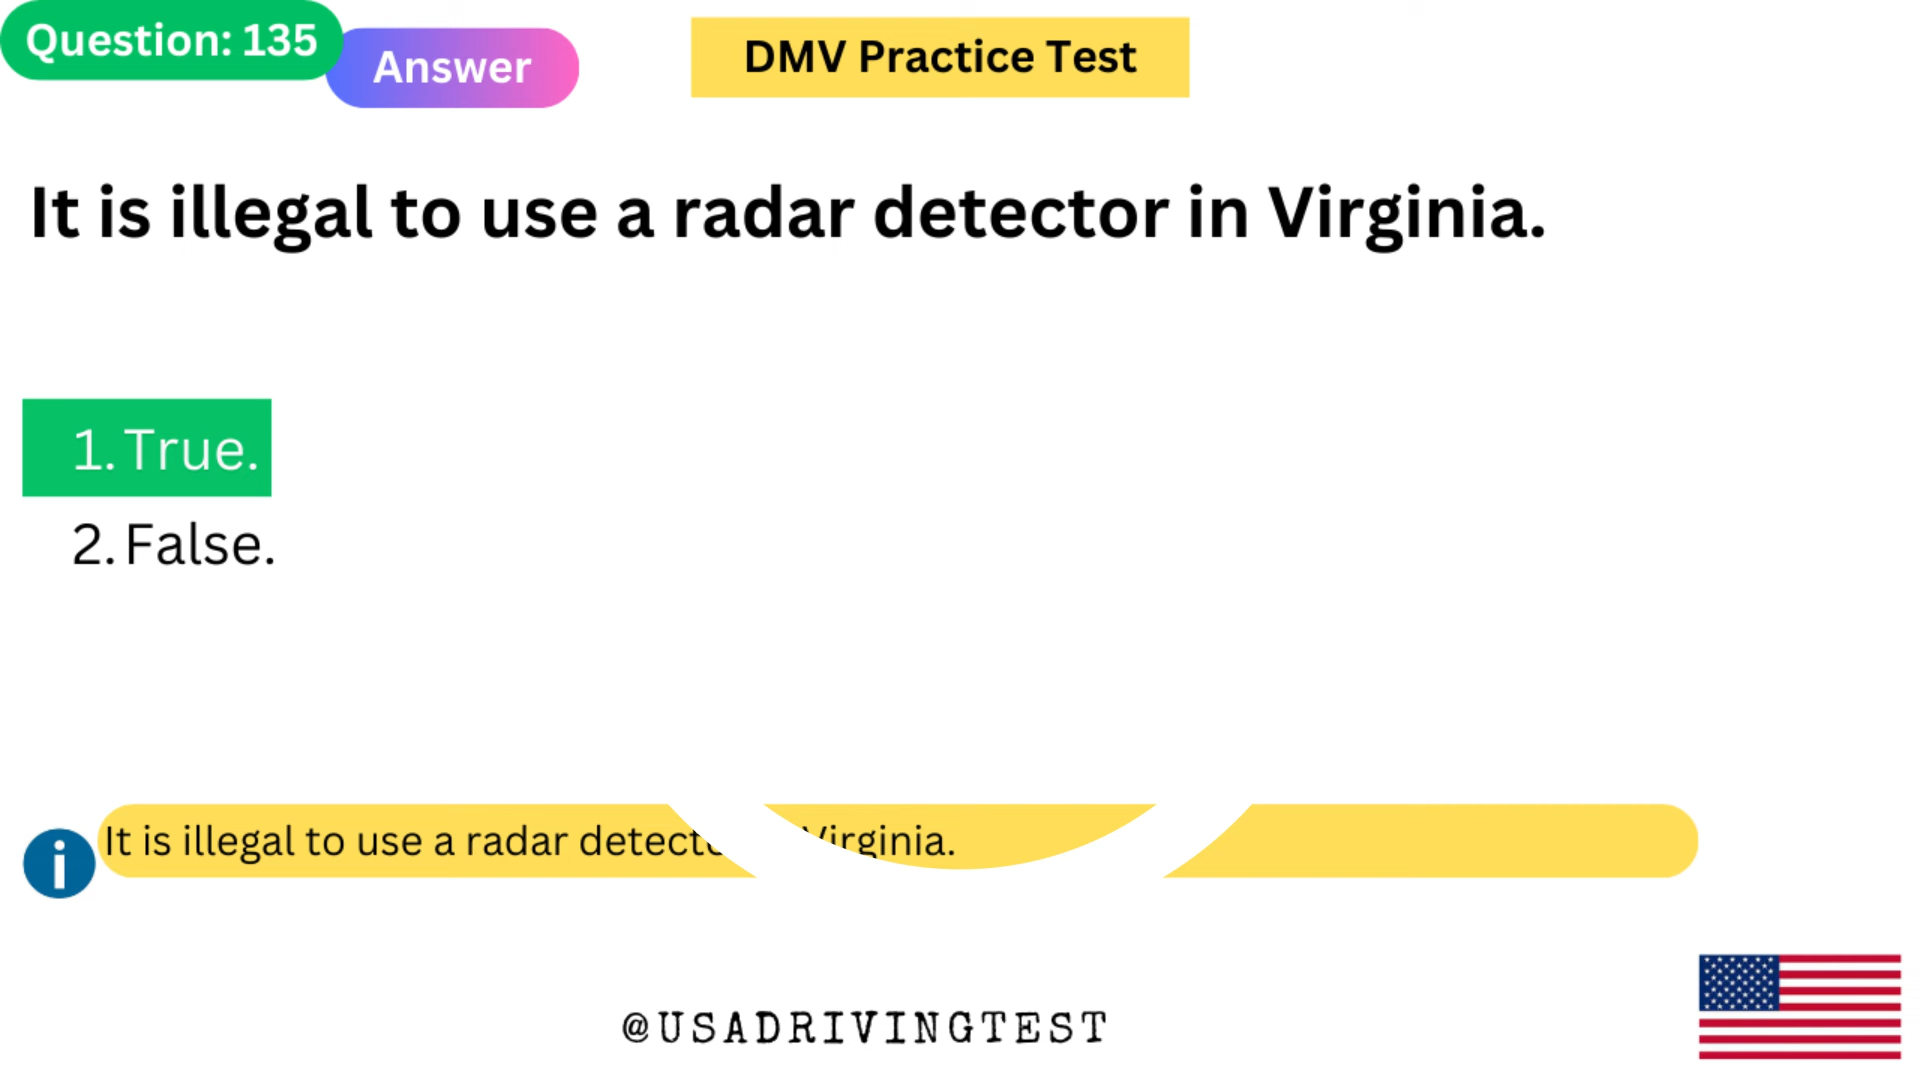 Question: 135
Answer
DMV Practice Test
It is illegal to use a radar detector in Virginia.
1. True.
2. False.
It is illegal to use a radar Virginia.
@USADRIVINGTEST